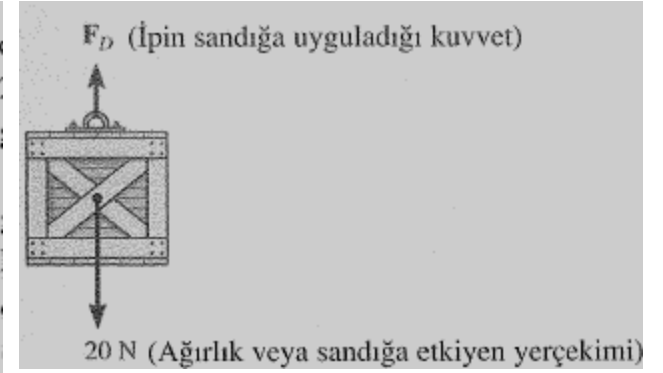 F_D (İpin sandığa uyguladığı kuvvet)
20 N (Ağırlık veya sandığa etkiyen yerçekimi)